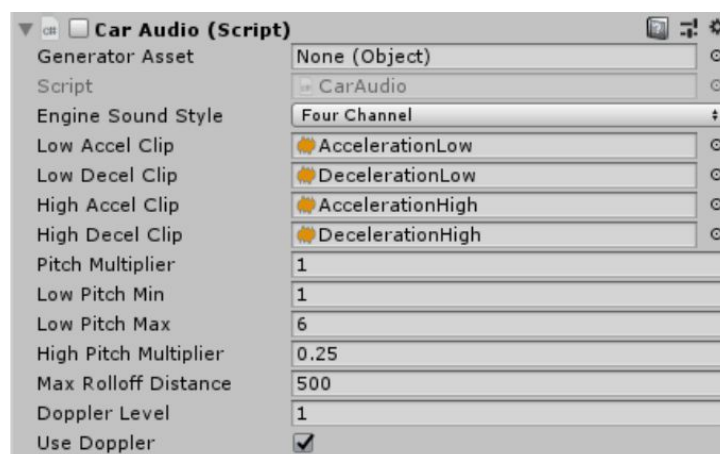 Car Audio (Script)
Generator Asset None (Object)
Script CarAudio
Engine Sound Style Four Channel
Low Accel Clip AccelerationLow
Low Decel Clip DecelerationLow
High Accel Clip AccelerationHigh
High Decel Clip DecelerationHigh
Pitch Multiplier 1
Low Pitch Min 1
Low Pitch Max 6
High Pitch Multiplier 0.25
Max Rolloff Distance 500
Doppler Level 1
Use Doppler